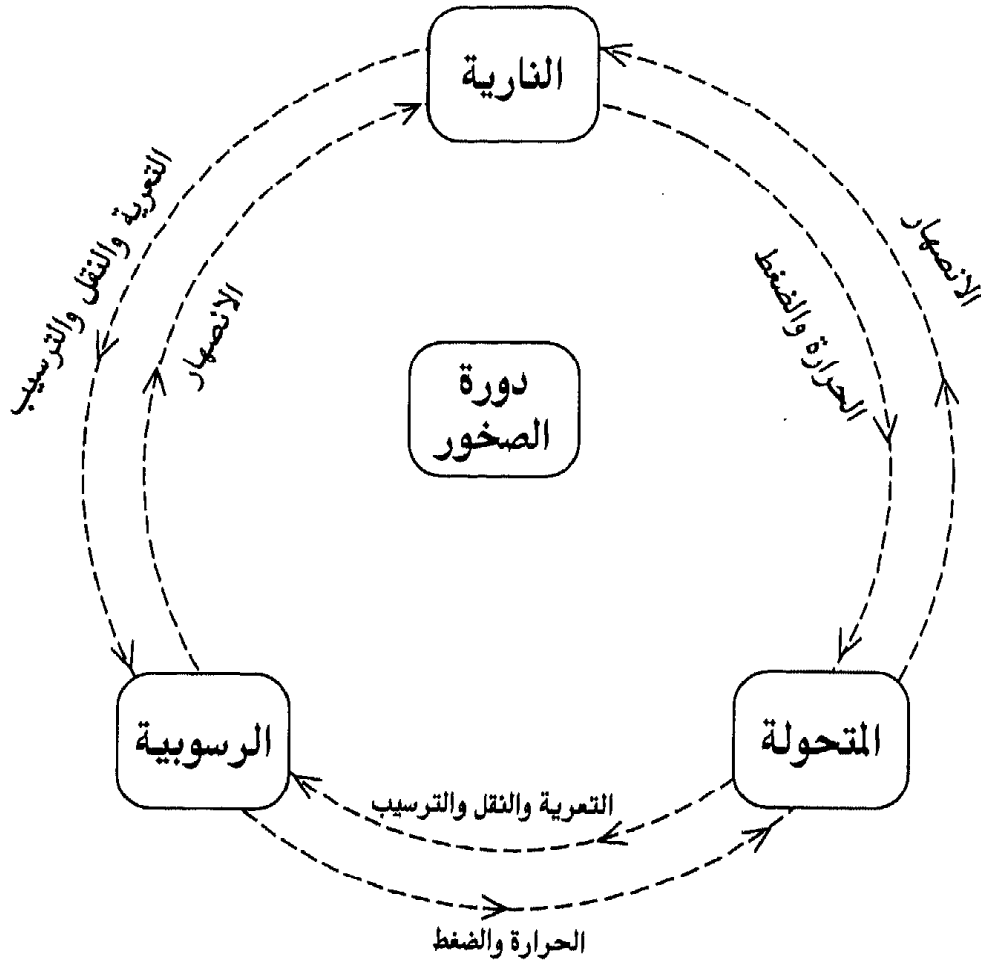 النارية
التعرية والنقل والترسيب
الانصهار
الحرارة والضغط
الانصهار
دورة
الصخور
الرسوبية
المتحولة
التعرية والنقل والترسيب
الحرارة والضغط